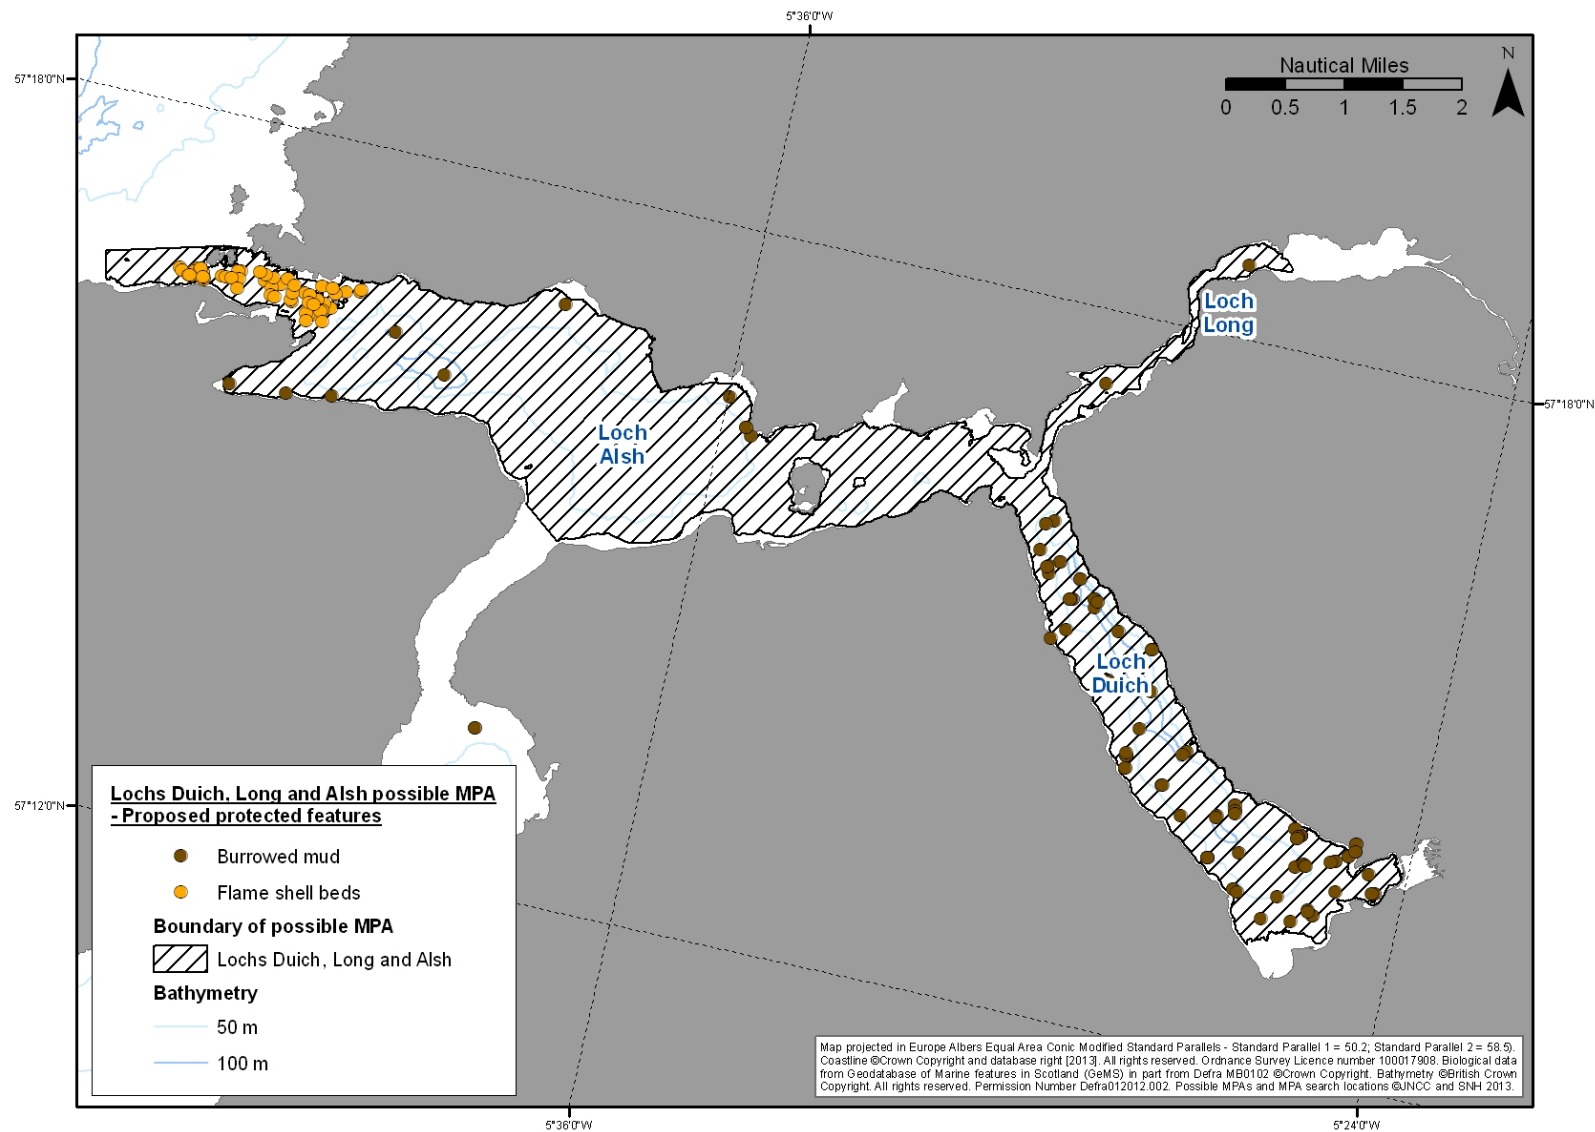 5°36'0"W
57°18'0"N
Nautical Miles
0 0.5 1 1.5 2
N
Loch
Long
57°18'0"N
Loch
Alsh
Loch
Duich
57°12'0"N
Lochs Duich, Long and Alsh possible MPA
- Proposed protected features
Burrowed mud
Flame shell beds
Boundary of possible MPA
Lochs Duich, Long and Alsh
Bathymetry
50 m
100 m
Map projected in Europe Albers Equal Area Conic Modified Standard Parallels - Standard Parallel 1 = 50.2; Standard Parallel 2 = 58.5).
Coastline ©Crown Copyright and database right [2013]. All rights reserved. Ordnance Survey Licence number 100017908. Biological data
from Geodatabase of Marine features in Scotland (GeMS) in part from Defra MB0102 ©Crown Copyright. Bathymetry ©British Crown
Copyright. All rights reserved. Permission Number Defra012012.002. Possible MPAs and MPA search locations ©JNCC and SNH 2013.
5°36'0"W
5°24'0"W